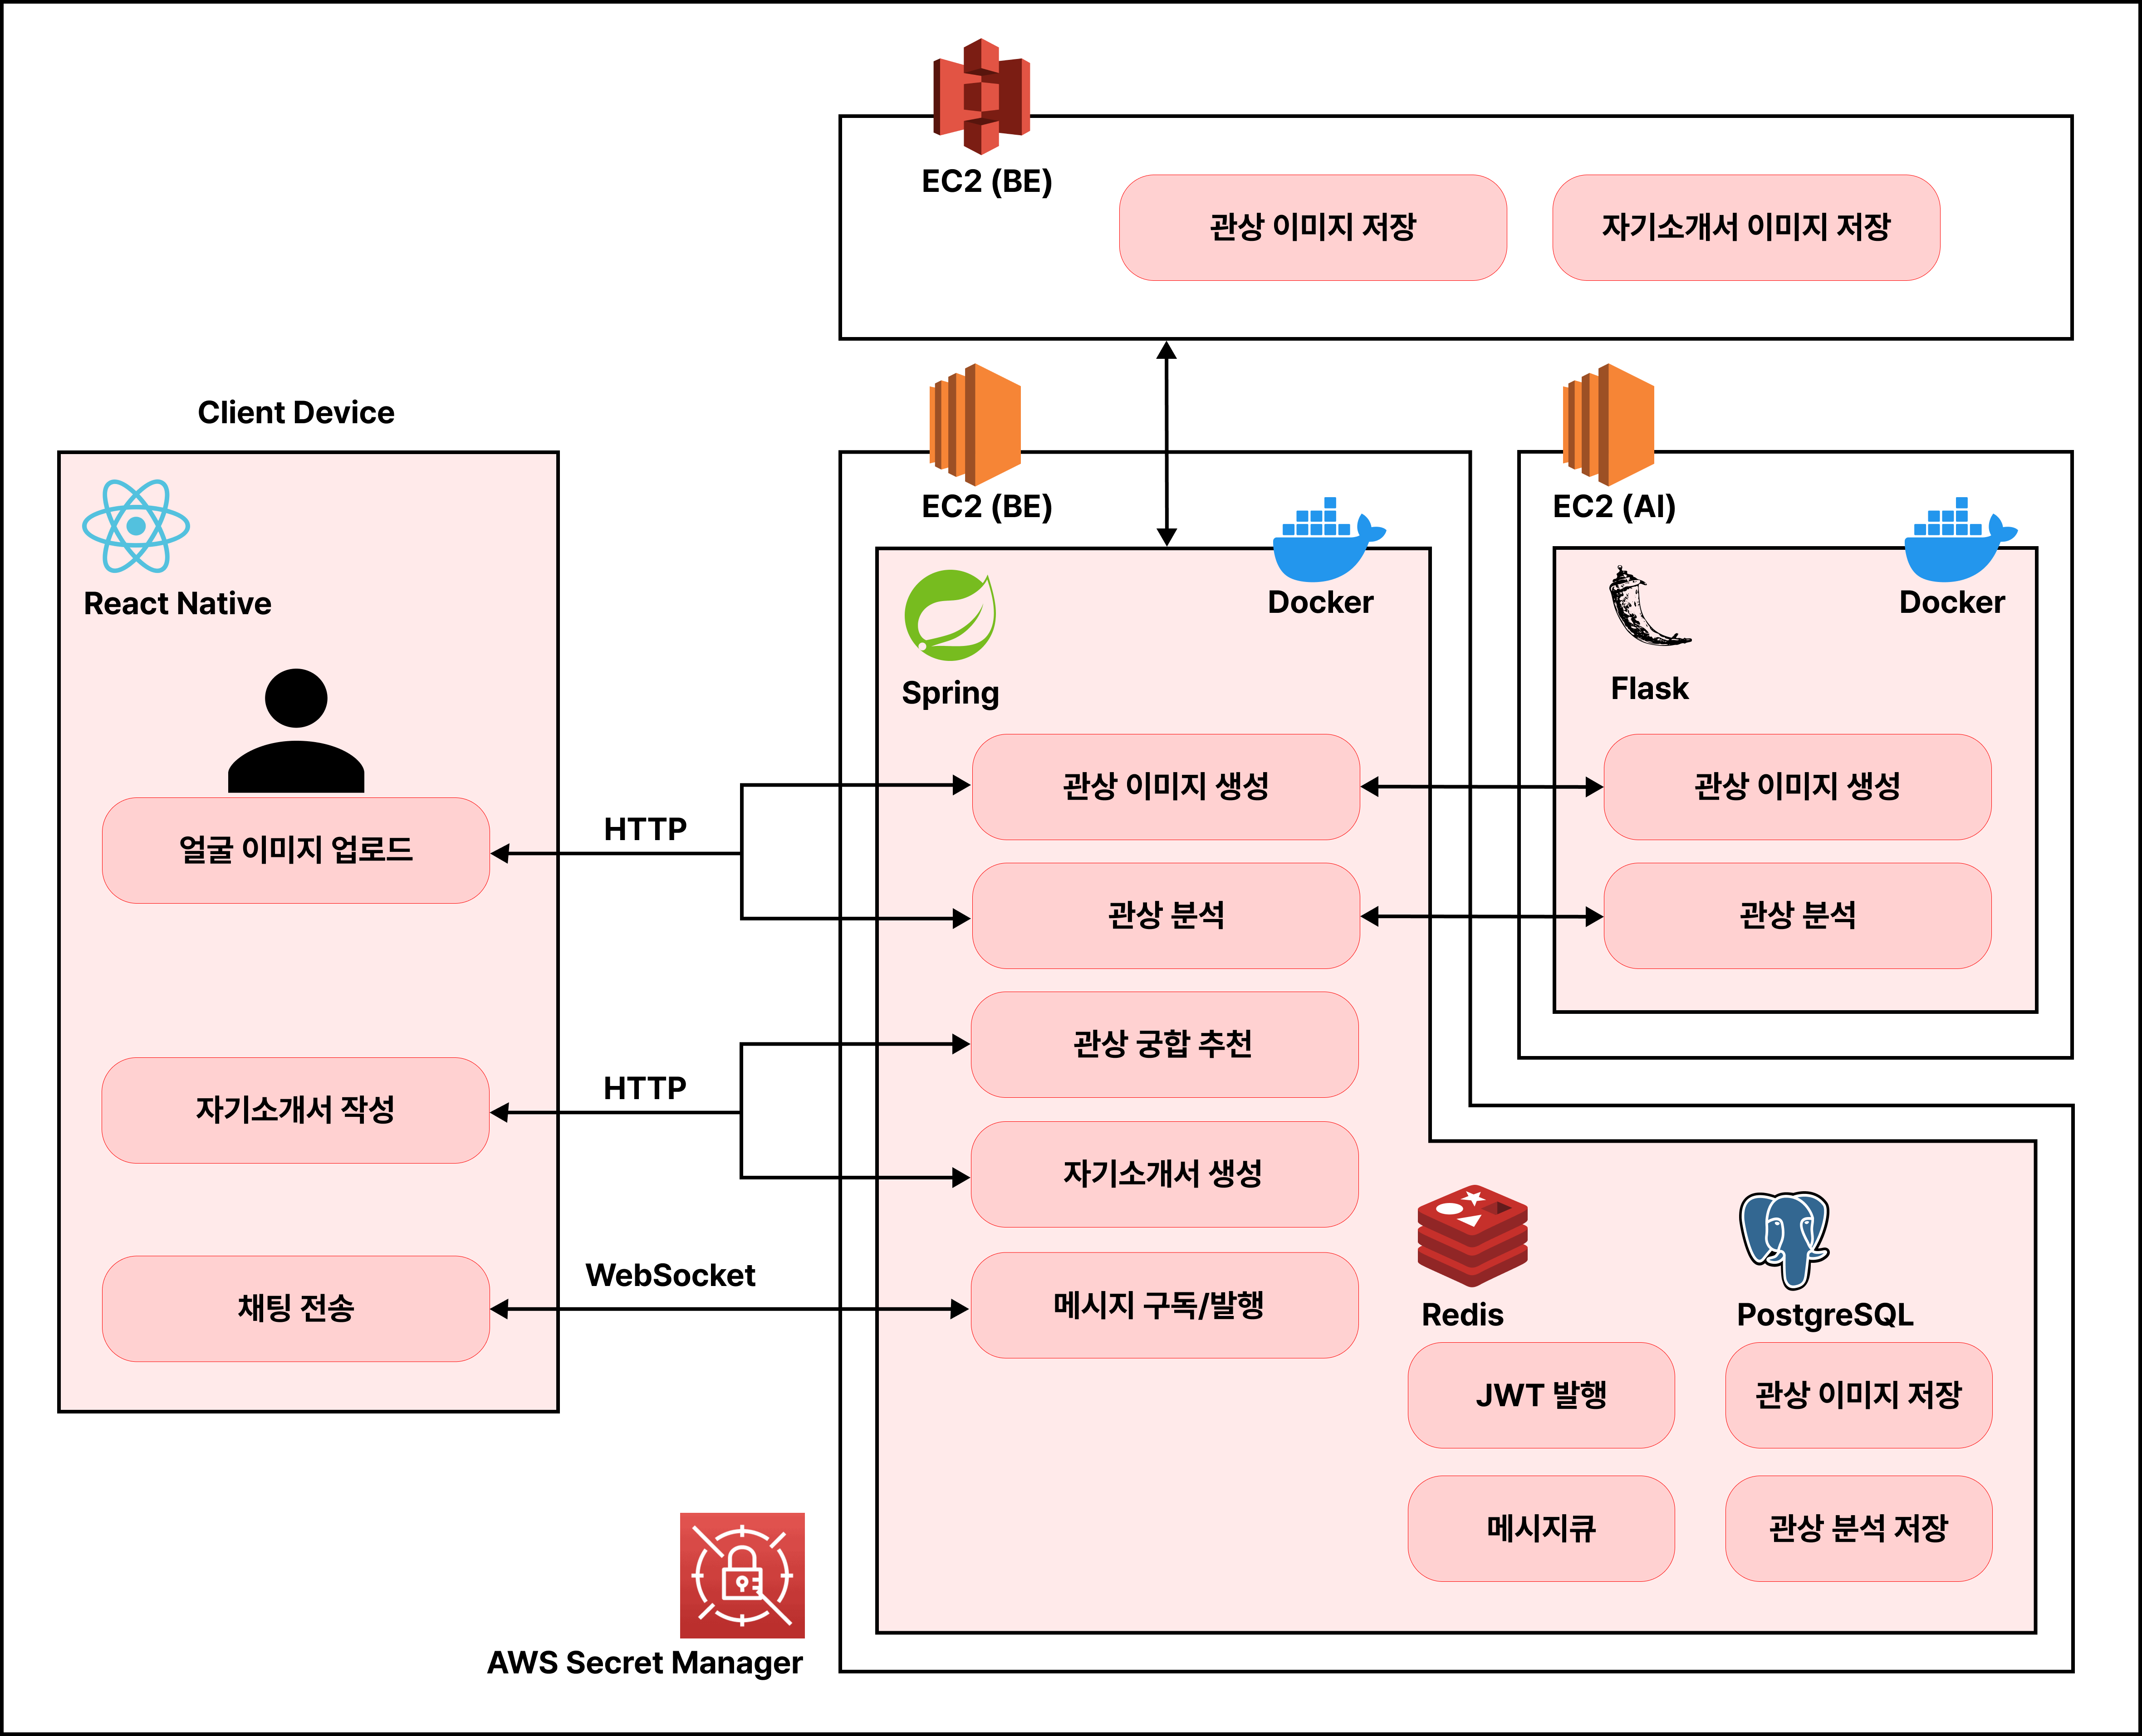 EC2 (BE)
관상 이미지 저장
자기소개서 이미지 저장
Client Device
React Native
얼굴 이미지 업로드
자기소개서 작성
채팅 전송
HTTP
HTTP
WebSocket
EC2 (BE)
Docker
Spring
관상 이미지 생성
관상 분석
관상 궁합 추천
자기소개서 생성
메시지 구독/발행
EC2 (AI)
Docker
Flask
관상 이미지 생성
관상 분석
Redis
JWT 발행
메시지큐
PostgreSQL
관상 이미지 저장
관상 분석 저장
AWS Secret Manager